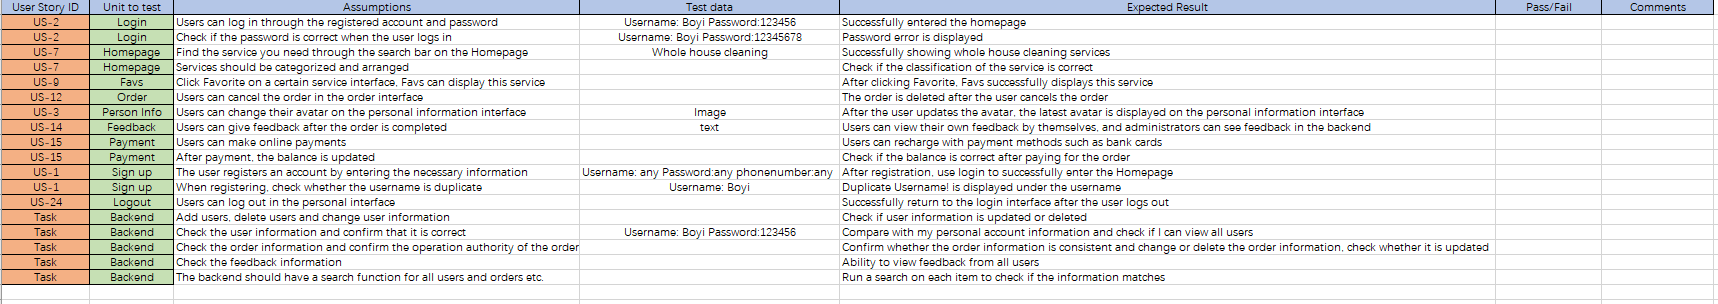 User Story ID Unit to test Assumptions Test data Expected Result Pass/Fail Comments
US-2 Login Users can log in through the registered account and password Username: Boyi Password:123456 Successfully entered the homepage
US-2 Login Check if the password is correct when the user logs in Username: Boyi Password:12345678 Password error is displayed
US-7 Homepage Find the service you need through the search bar on the Homepage Whole house cleaning Successfully showing whole house cleaning services
US-7 Homepage Services should be categorized and arranged Check if the classification of the service is correct
US-9 Favs Click Favorite on a certain service interface, Favs can display this service After clicking Favorite, Favs successfully displays this service
US-12 Order Users can cancel the order in the order interface The order is deleted after the user cancels the order
US-3 Person Info Users can change their avatar on the personal information interface Image After the user updates the avatar, the latest avatar is displayed on the personal information interface
US-14 Feedback Users can give feedback after the order is completed text Users can view their own feedback by themselves, and administrators can see feedback in the backend
US-15 Payment Users can make online payments Users can recharge with payment methods such as bank cards
US-15 Payment After payment, the balance is updated Check if the balance is correct after paying for the order
US-1 Sign up The user registers an account by entering the necessary information Username: any Password:any phonenumber:any After registration, use login to successfully enter the Homepage
US-1 Sign up When registering, check whether the username is duplicate Username: Boyi Duplicate Username! is displayed under the username
US-24 Logout Users can log out in the personal interface Successfully return to the login interface after the user logs out
Task Backend Add users, delete users and change user information Check if user information is updated or deleted
Task Backend Check the user information and confirm that it is correct Username: Boyi Password:123456 Compare with my personal account information and check if I can view all users
Task Backend Check the order information and confirm the operation authority of the order Confirm whether the order information is consistent and change or delete the order information, check whether it is updated
Task Backend Check the feedback information Ability to view feedback from all users
Task Backend The backend should have a search function for all users and orders etc. Run a search on each item to check if the information matches